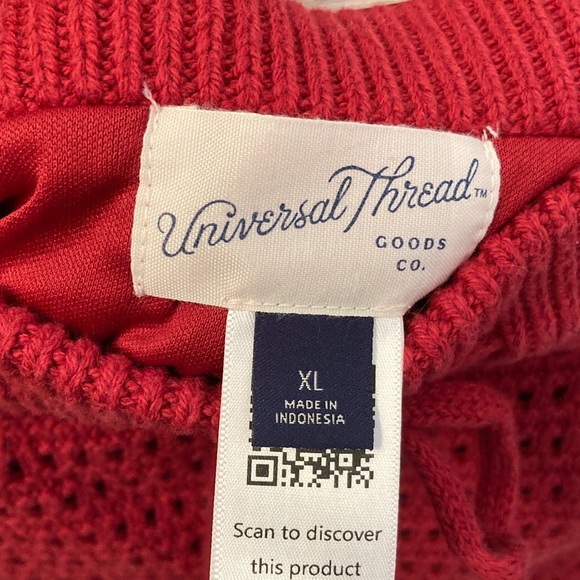 Universal Thread™
GOODS
CO.
XL
MADE IN
INDONESIA
Scan to discover
this product